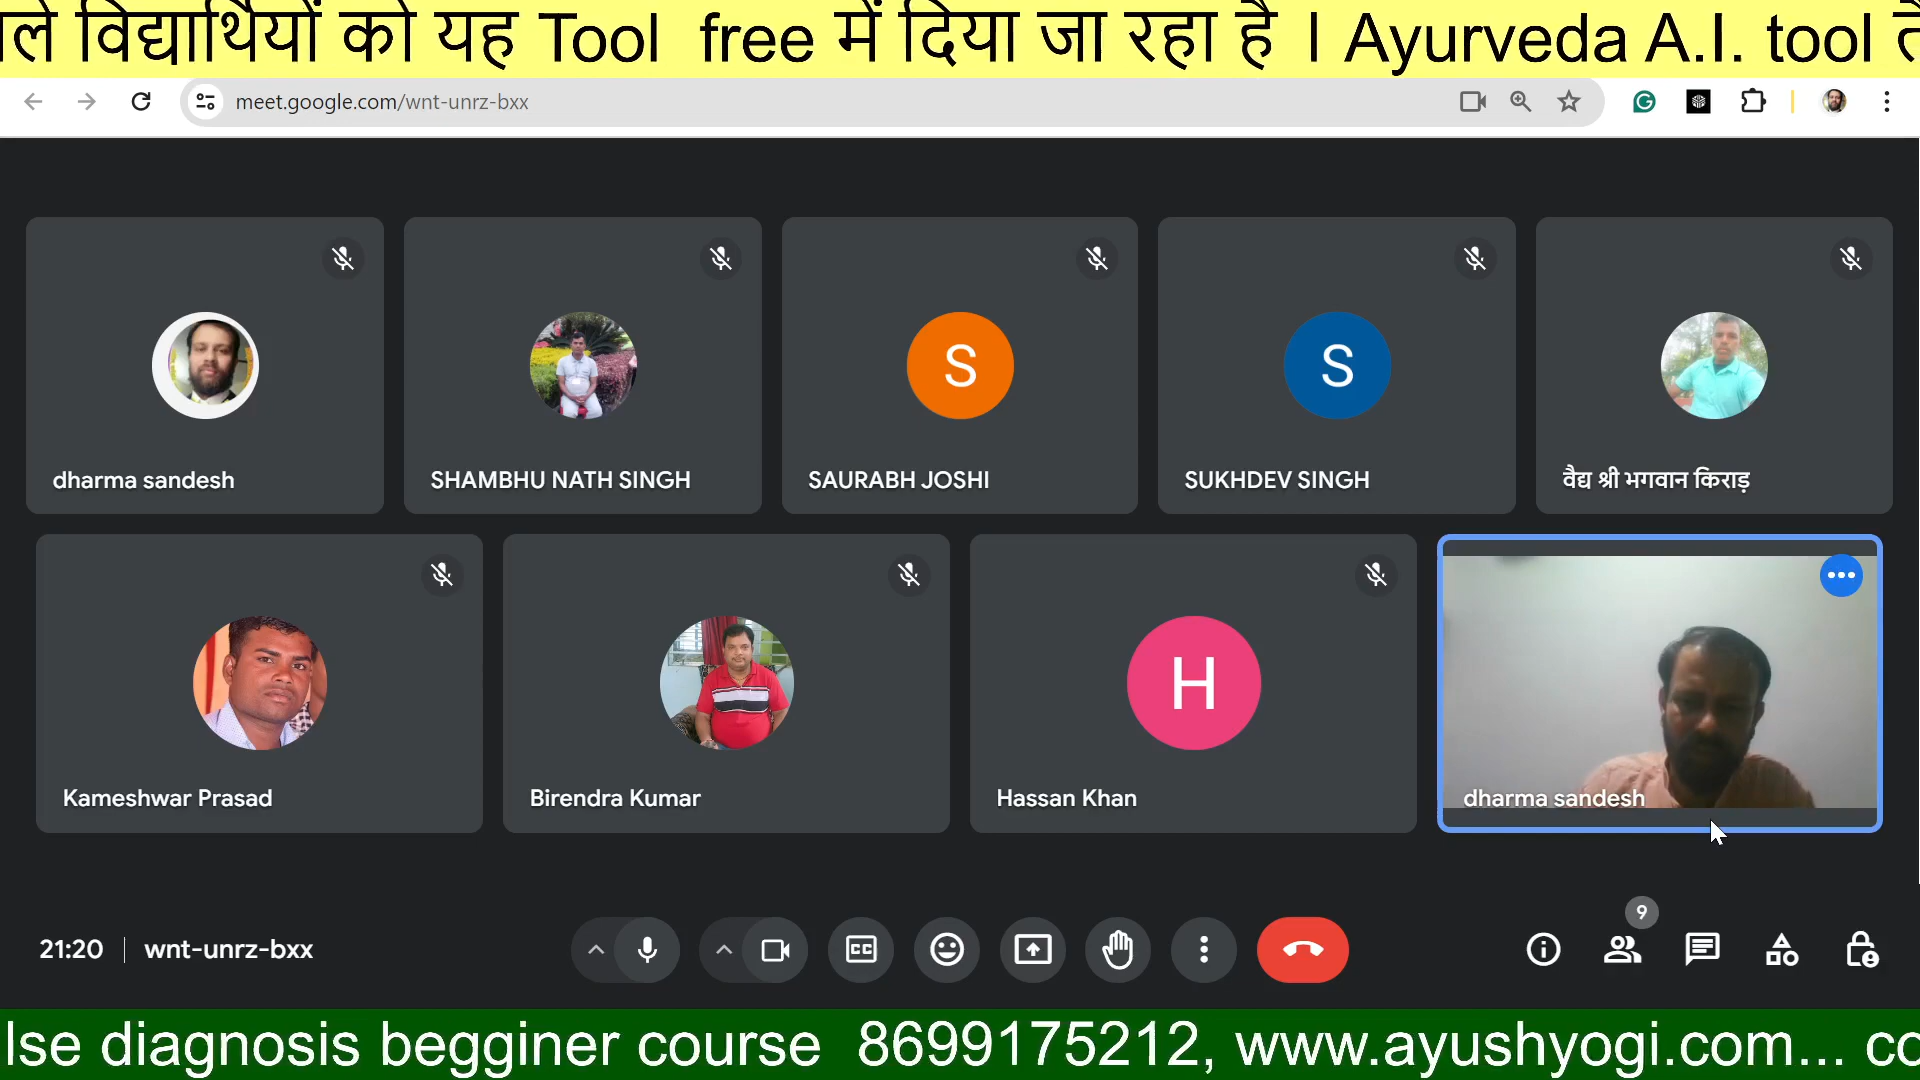 विद्यार्थियों को यह Tool free में दिया जा रहा है । Ayurveda A.I. tool
meet.google.com/wnt-unrz-bxx
dharma sandesh
SHAMBHU NATH SINGH
S
SAURABH JOSHI
S
SUKHDEV SINGH
वैद्य श्री भगवान किराड़
Kameshwar Prasad
Birendra Kumar
H
Hassan Khan
dharma sandesh
9
21:20 | wnt-unrz-bxx
CC
lse diagnosis begginer course 8699175212, www.ayushyogi.com...